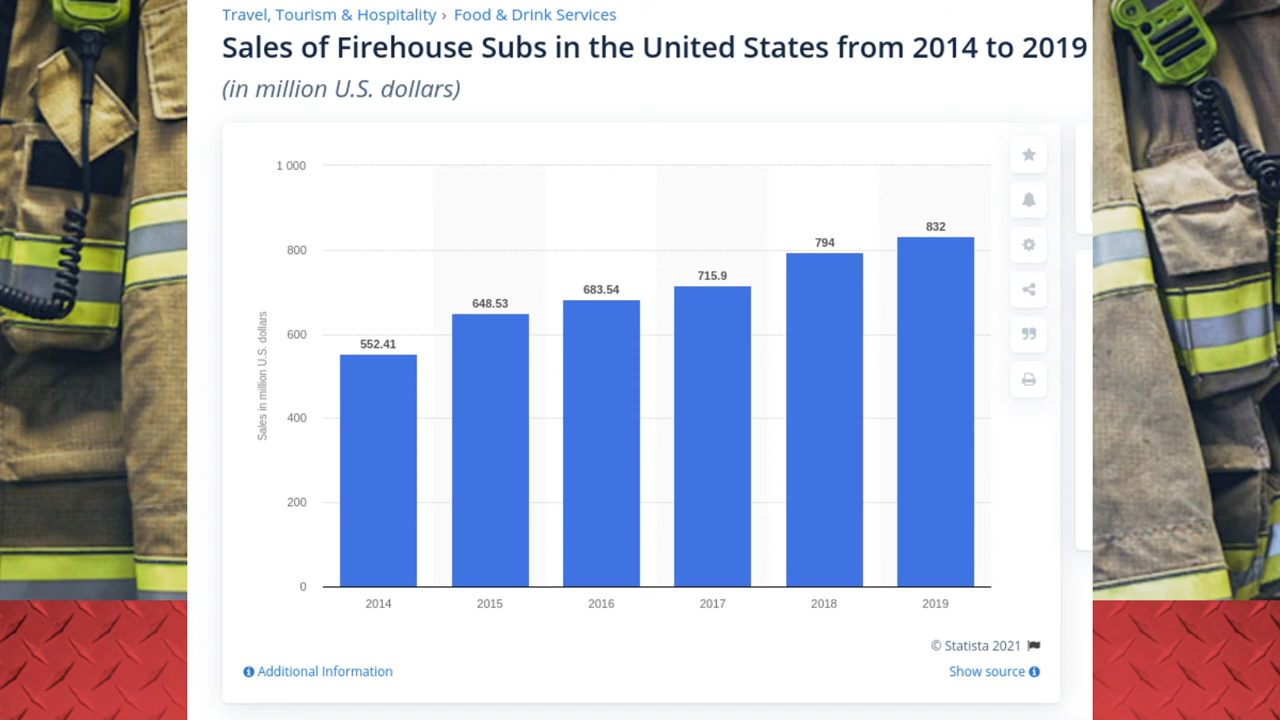 Travel, Tourism & Hospitality › Food & Drink Services
Sales of Firehouse Subs in the United States from 2014 to 2019
(in million U.S. dollars)
1 000
800
600
400
200
0
Sales in million U.S. dollars
552.41
648.53
683.54
715.9
794
832
2014 2015 2016 2017 2018 2019
© Statista 2021
Additional Information
Show source